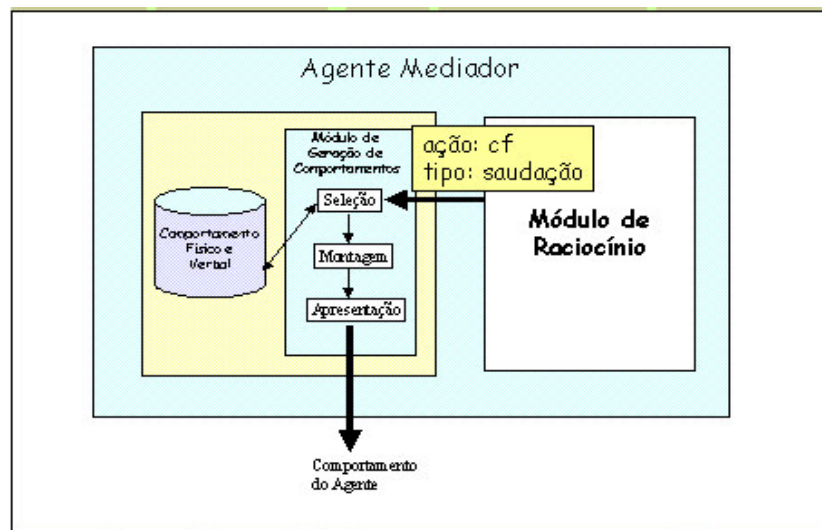 Agente Mediador
Módulo de
Geração de
Comportamentos
ação: cf
tipo: saudação
Seleção
Comportamento
Físico e
Verbal
Módulo de
Raciocínio
Montagem
Apresentação
Comportamento
do Agente